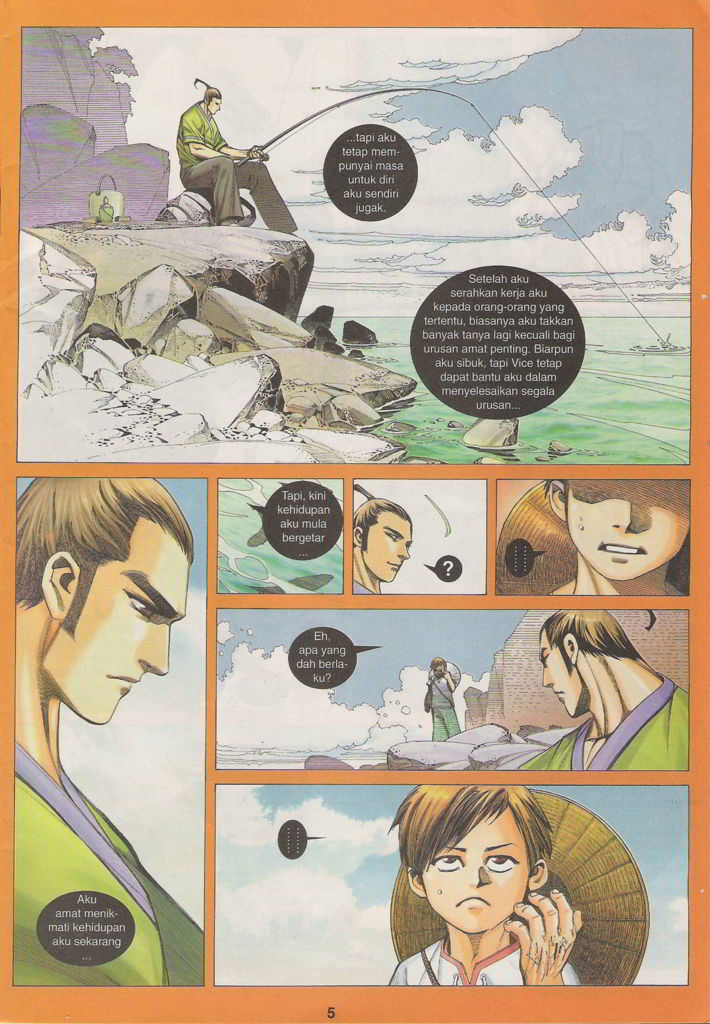 ...tapi aku
tetap mem-
punyai masa
untuk diri
aku sendiri
jugak.
Setelah aku
serahkan kerja aku
kepada orang-orang yang
tertentu, biasanya aku takkan
banyak tanya lagi kecuali bagi
urusan amat penting. Biarpun
aku sibuk, tapi Vice tetap
dapat bantu aku dalam
menyelesaikan segala
urusan...
Aku
amat menik-
mati kehidupan
aku sekarang
...
Tapi, kini
kehidupan
aku mula
bergetar
...
?
......
Eh,
apa yang
dah berla-
ku?
......
5